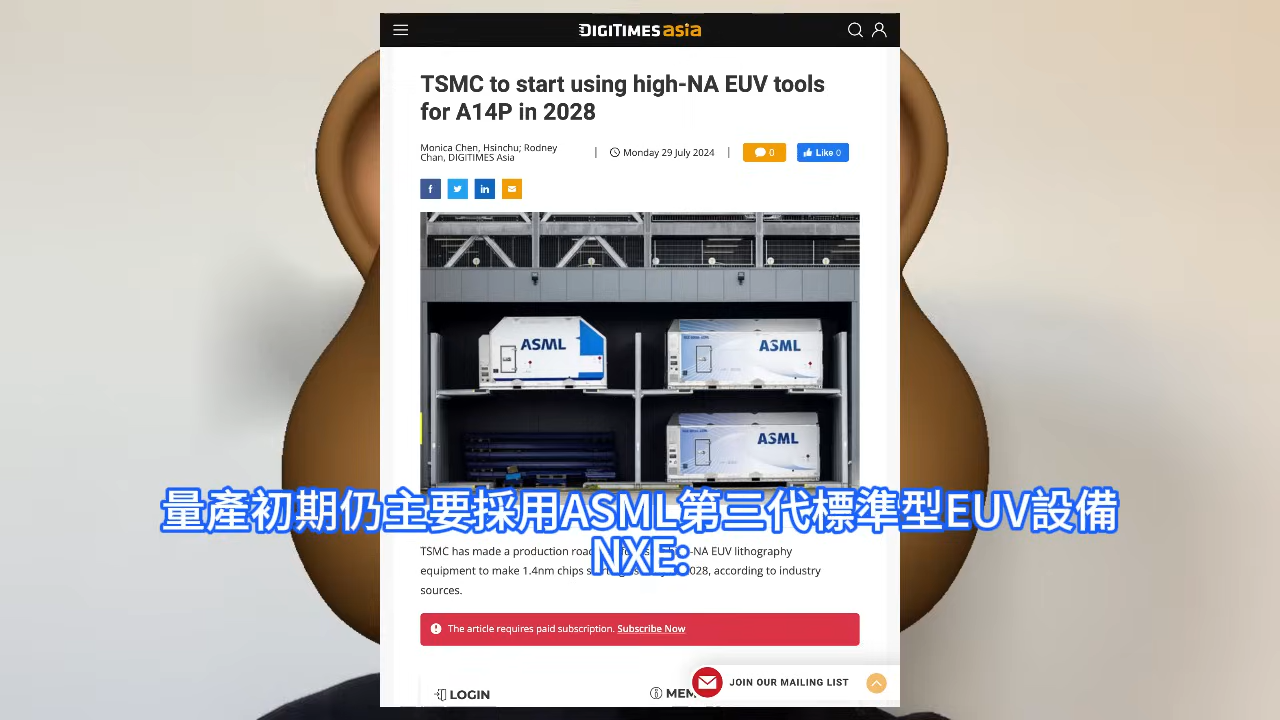 DIGITIMES asia
TSMC to start using high-NA EUV tools
for A14P in 2028
Monica Chen, Hsinchu; Rodney
Chan, DIGITIMES Asia
Monday 29 July 2024
0
Like 0
ASML
ASML
ASML
量產初期仍主要採用ASML第三代標準型EUV設備
NXE:
TSMC has made a production
-NA EUV lithography
equipment to make 1.4nm chips
2028, according to industry
sources.
The article requires paid subscription. Subscribe Now
JOIN OUR MAILING LIST
LOGIN